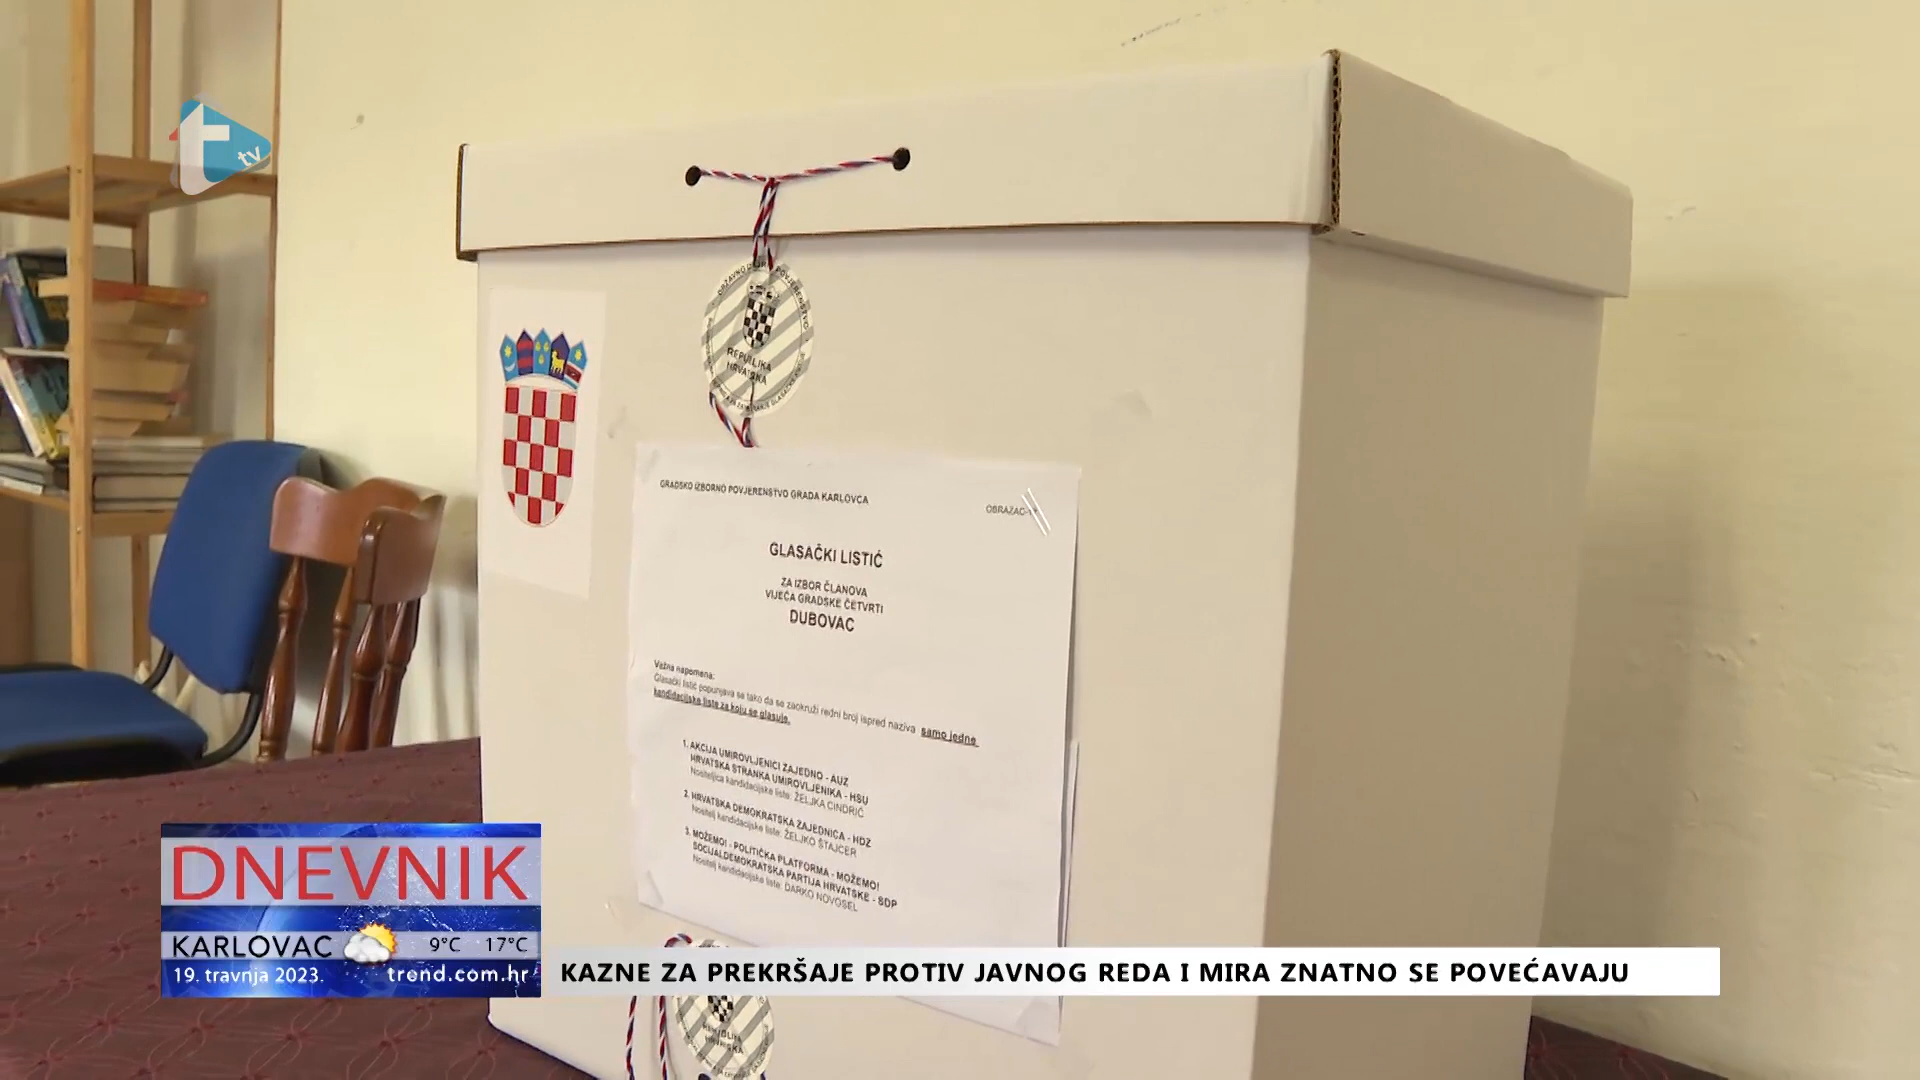 t tv
DRŽAVNO IZBORNO POVJERENSTVO
REPUBLIKA
HRVATSKA
GRADSKO IZBORNO POVJERENSTVO GRADA KARLOVCA
OBRAZAC
GLASAČKI LISTIĆ
ZA IZBOR ČLANOVA
VIJEĆA GRADSKE ČETVRTI
DUBOVAC
Važna napomena:
Glasački listić popunjava se tako da se zaokruži redni broj ispred naziva samo jedne
kandidacijske liste za koju se glasuje.
1. AKCIJA UMIROVLJENICI ZAJEDNO - AUZ
HRVATSKA STRANKA UMIROVLJENIKA - HSU
Nositeljica kandidacijske liste: ŽELJKA CINDRIĆ
2. HRVATSKA DEMOKRATSKA ZAJEDNICA - HDZ
Nositelj kandidacijske liste: ŽELJKO ŠTAJCER
3. MOŽEMO! - POLITIČKA PLATFORMA - MOŽEMO!
SOCIJALDEMOKRATSKA PARTIJA HRVATSKE - SDP
Nositelj kandidacijske liste: DARKO NOVOSEL
REPUBLIKA
HRVATSKA
DNEVNIK
KARLOVAC 9°C 17°C
19. travnja 2023. trend.com.hr
KAZNE ZA PREKRŠAJE PROTIV JAVNOG REDA I MIRA ZNATNO SE POVEĆAVAJU